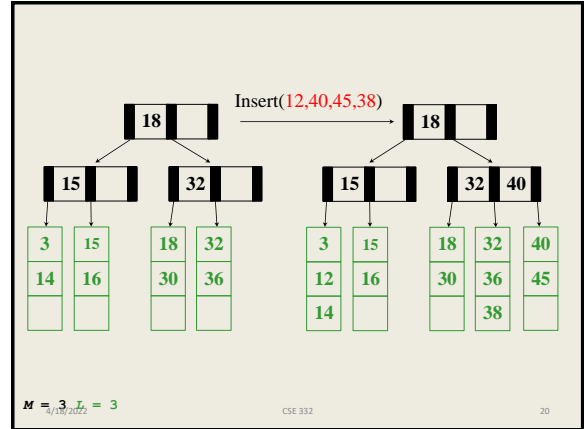 Insert(12,40,45,38)
18 18
15 32 15 32 40
3 15 18 32 3 15 18 32 40
14 16 30 36 12 16 30 36 45
14 38
M = 3 L = 3
4/18/2022 CSE 332 20